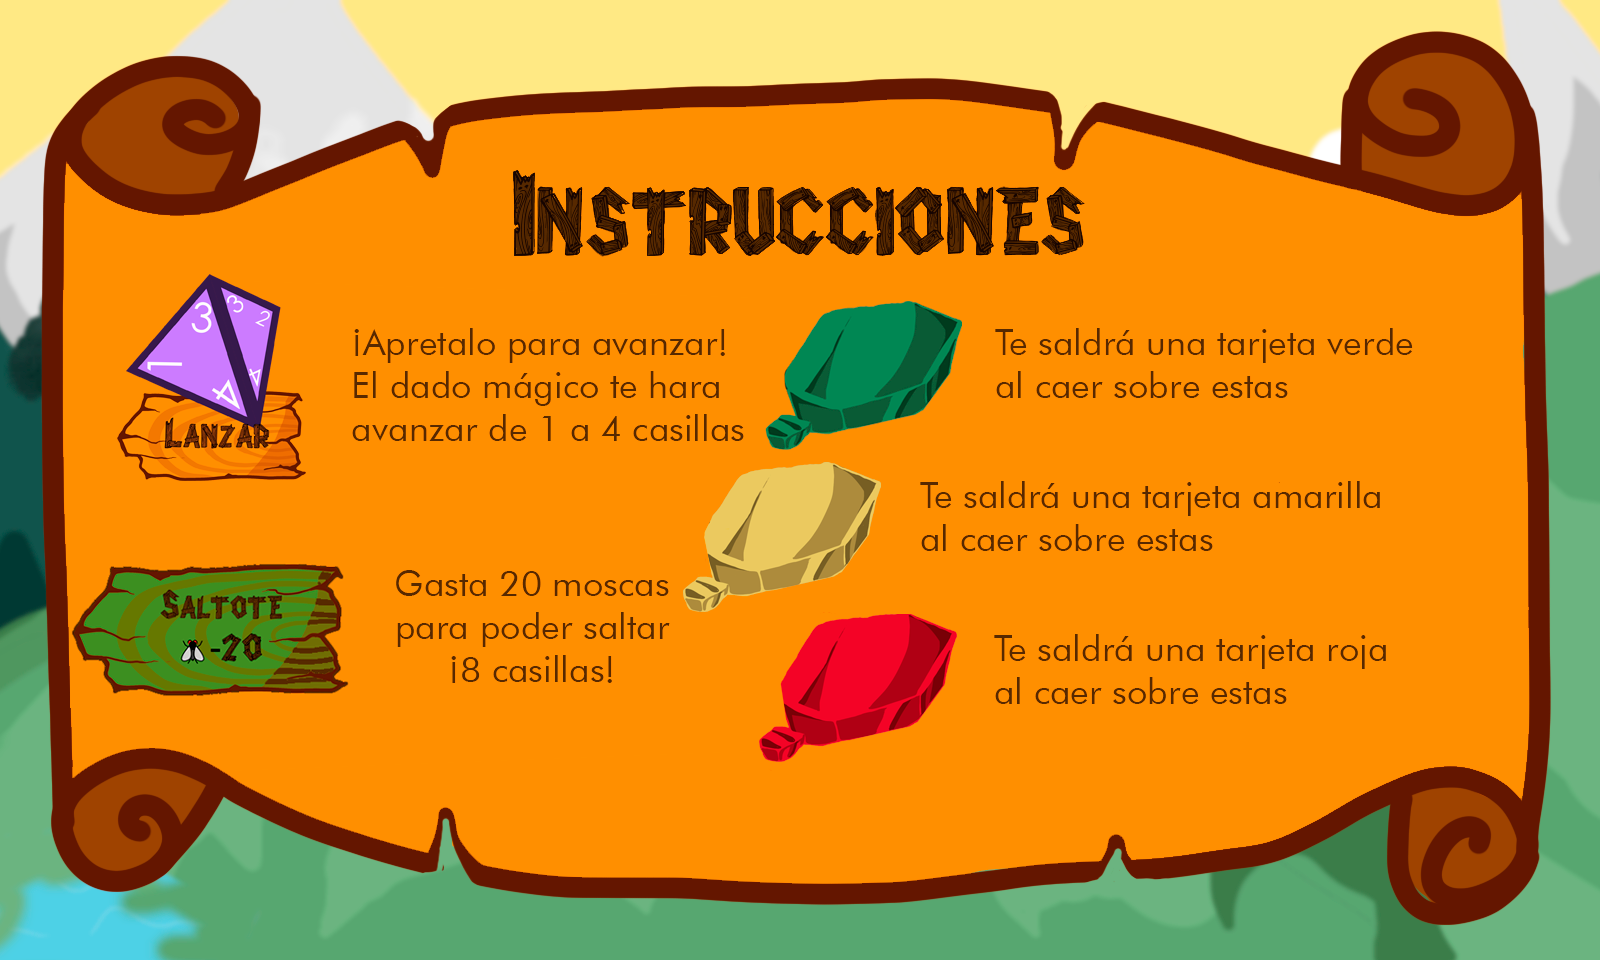 INSTRUCCIONES
3 3 2
1 4 4
LANZAR
¡Apretalo para avanzar!
El dado mágico te hara
avanzar de 1 a 4 casillas
SALTOTE
-20
Gasta 20 moscas
para poder saltar
¡8 casillas!
Te saldrá una tarjeta verde
al caer sobre estas
Te saldrá una tarjeta amarilla
al caer sobre estas
Te saldrá una tarjeta roja
al caer sobre estas